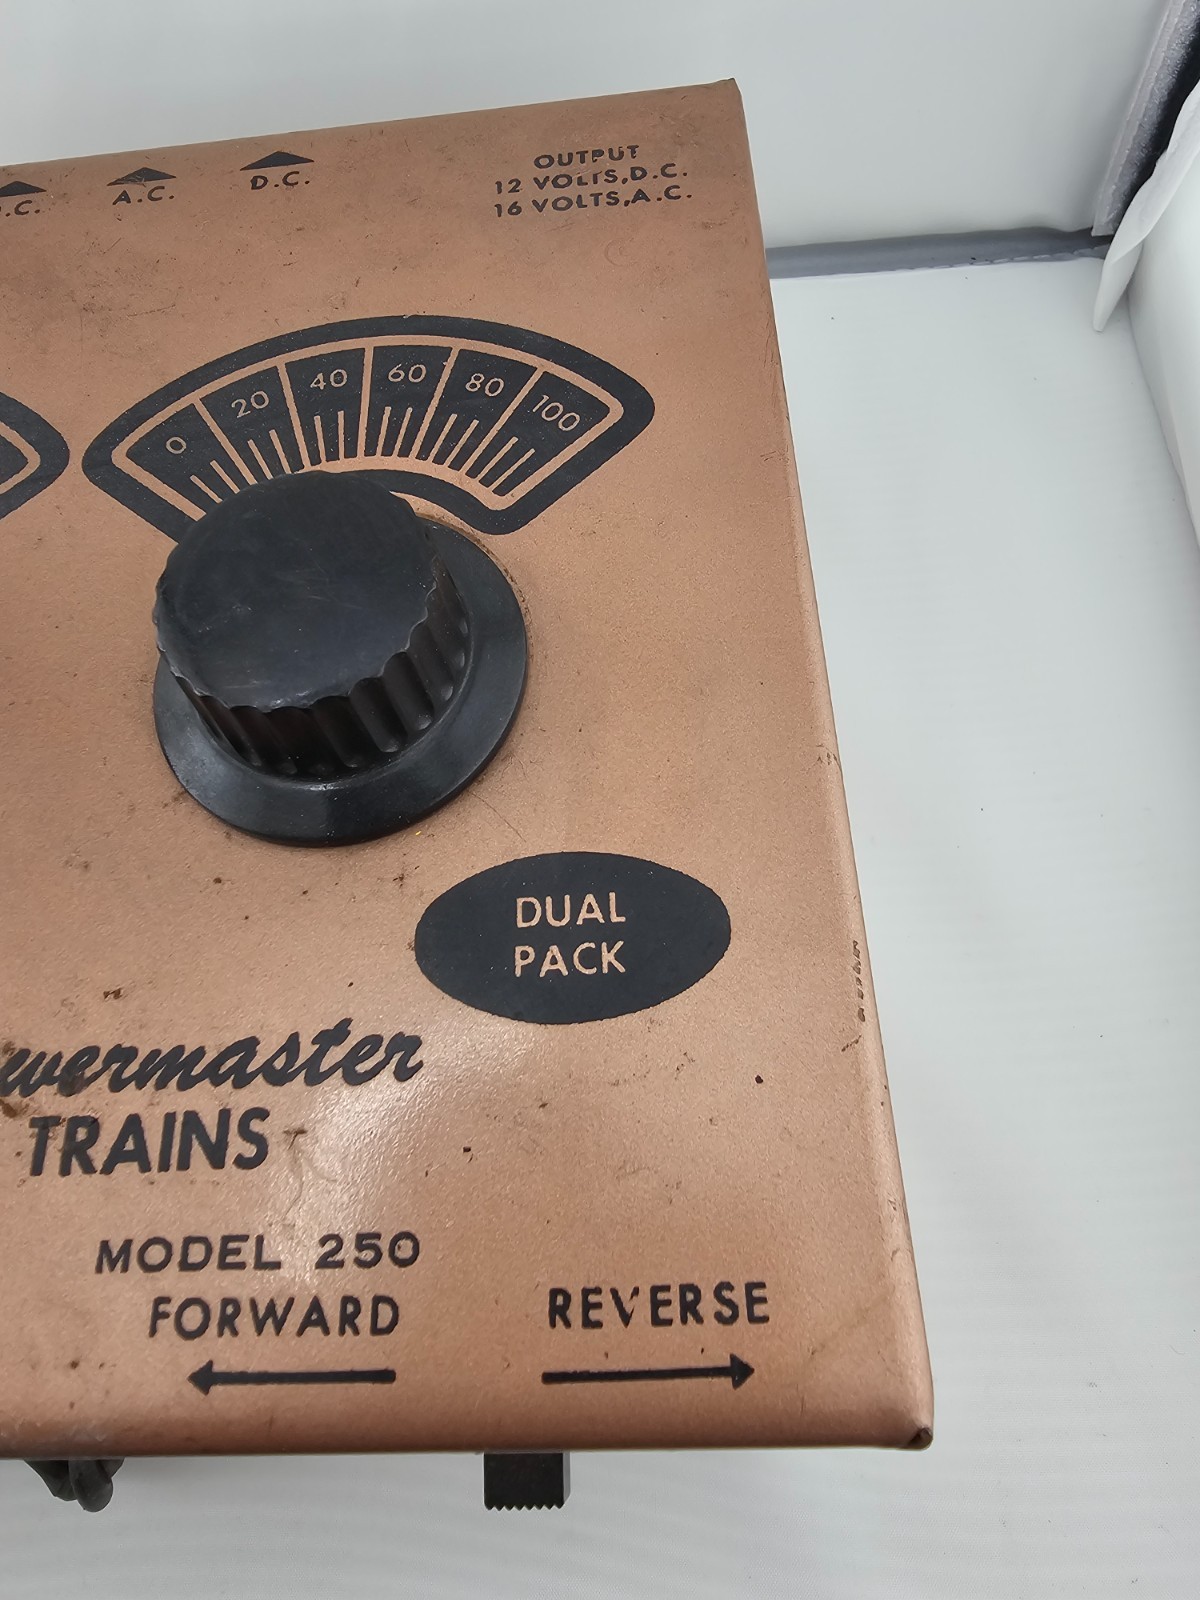 .C.
A.C.
D.C.
OUTPUT
12 VOLTS,D.C.
16 VOLTS,A.C.
0 20 40 60 80 100
DUAL
PACK
wermaster
TRAINS
MODEL 250
FORWARD
REVERSE